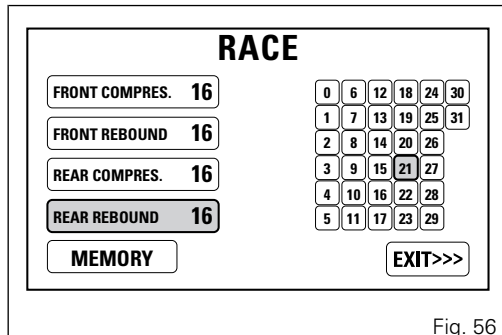 RACE
FRONT COMPRES. 16
FRONT REBOUND 16
REAR COMPRES. 16
REAR REBOUND 16
MEMORY
0 6 12 18 24 30
1 7 13 19 25 31
2 8 14 20 26
3 9 15 21 27
4 10 16 22 28
5 11 17 23 29
EXIT>>>
Fig. 56